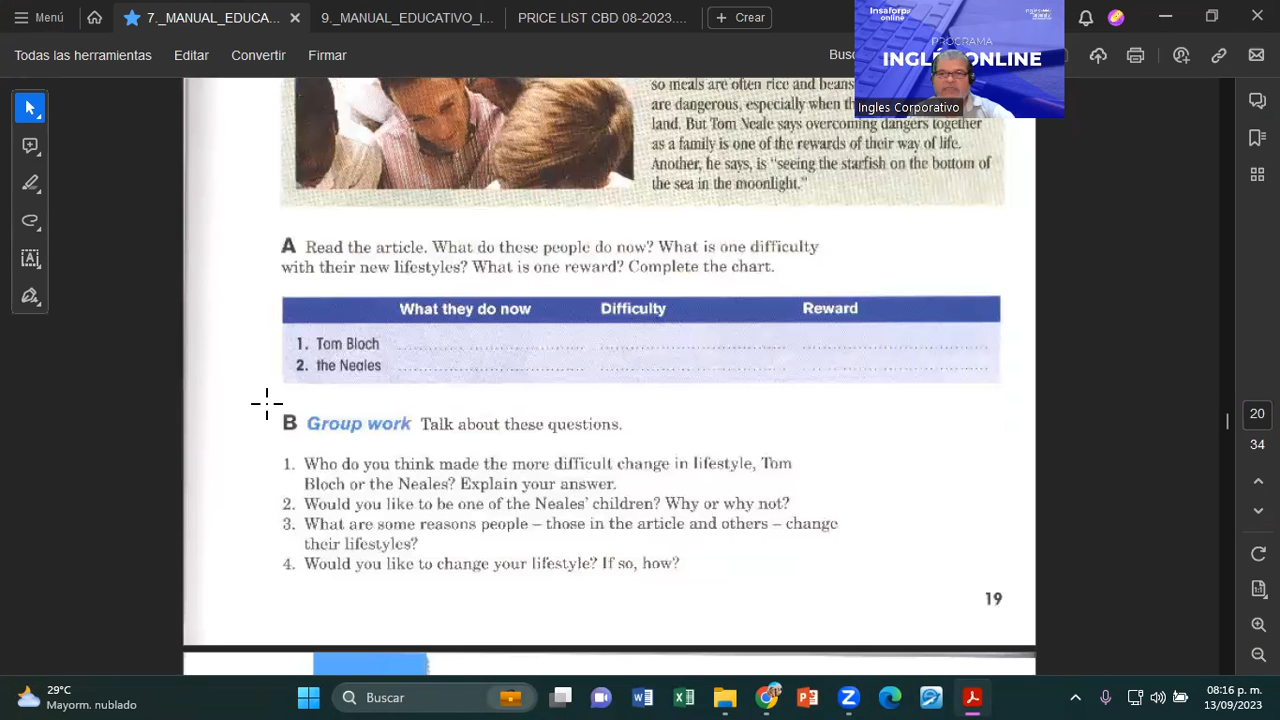 Menú
7._MANUAL_EDUCA...
9._MANUAL_EDUCATIVO_I...
PRICE LIST CBD 08-2023....
Crear
Todas las herramientas
Editar
Convertir
Firmar
Insaforp
online
PROGRAMA
INGLÉS ONLINE
Ingles Corporativo
so meals are often rice and beans
are dangerous, especially when th
land. But Tom Neale says overcoming dangers together
as a family is one of the rewards of their way of life.
Another, he says, is "seeing the starfish on the bottom of
the sea in the moonlight."
A Read the article. What do these people do now? What is one difficulty
with their new lifestyles? What is one reward? Complete the chart.
What they do now Difficulty Reward
1. Tom Bloch
2. the Neales
B Group work Talk about these questions.
1. Who do you think made the more difficult change in lifestyle, Tom
Bloch or the Neales? Explain your answer.
2. Would you like to be one of the Neales' children? Why or why not?
3. What are some reasons people – those in the article and others – change
their lifestyles?
4. Would you like to change your lifestyle? If so, how?
19
20
34
29°C
Mayorm. nublado
Buscar
08:16 p. m.
13/09/2023